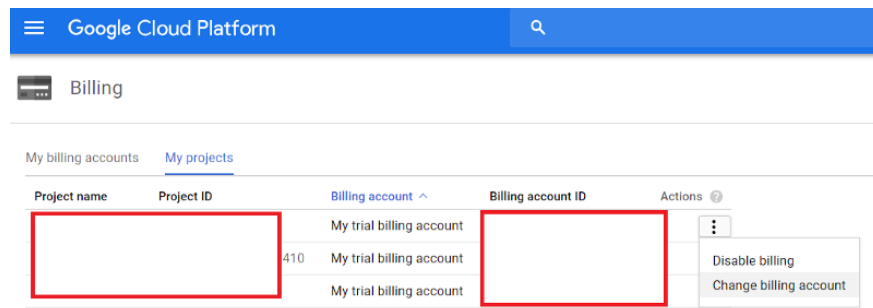 Google Cloud Platform
Billing
My billing accounts My projects
Project name Project ID Billing account Billing account ID Actions
My trial billing account
410 My trial billing account
Disable billing
Change billing account
My trial billing account